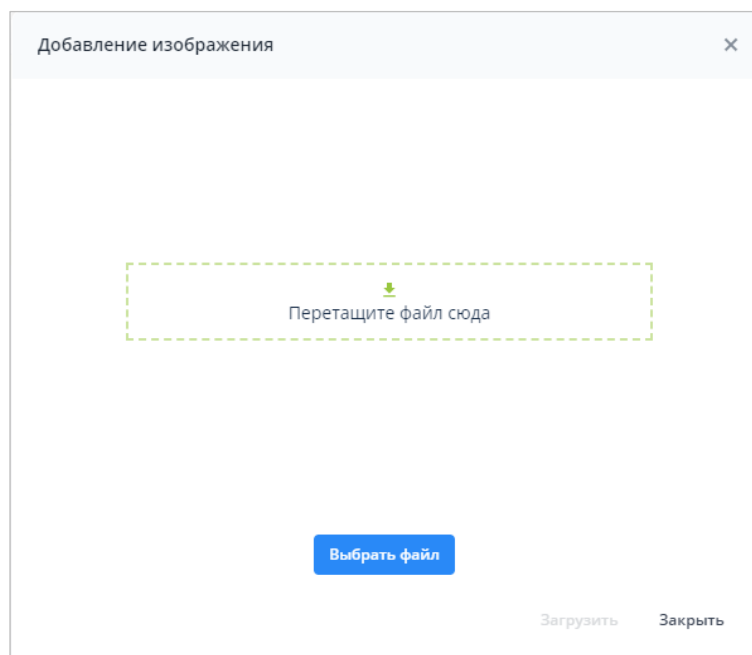 Добавление изображения
Перетащите файл сюда
Выбрать файл
Загрузить Закрыть